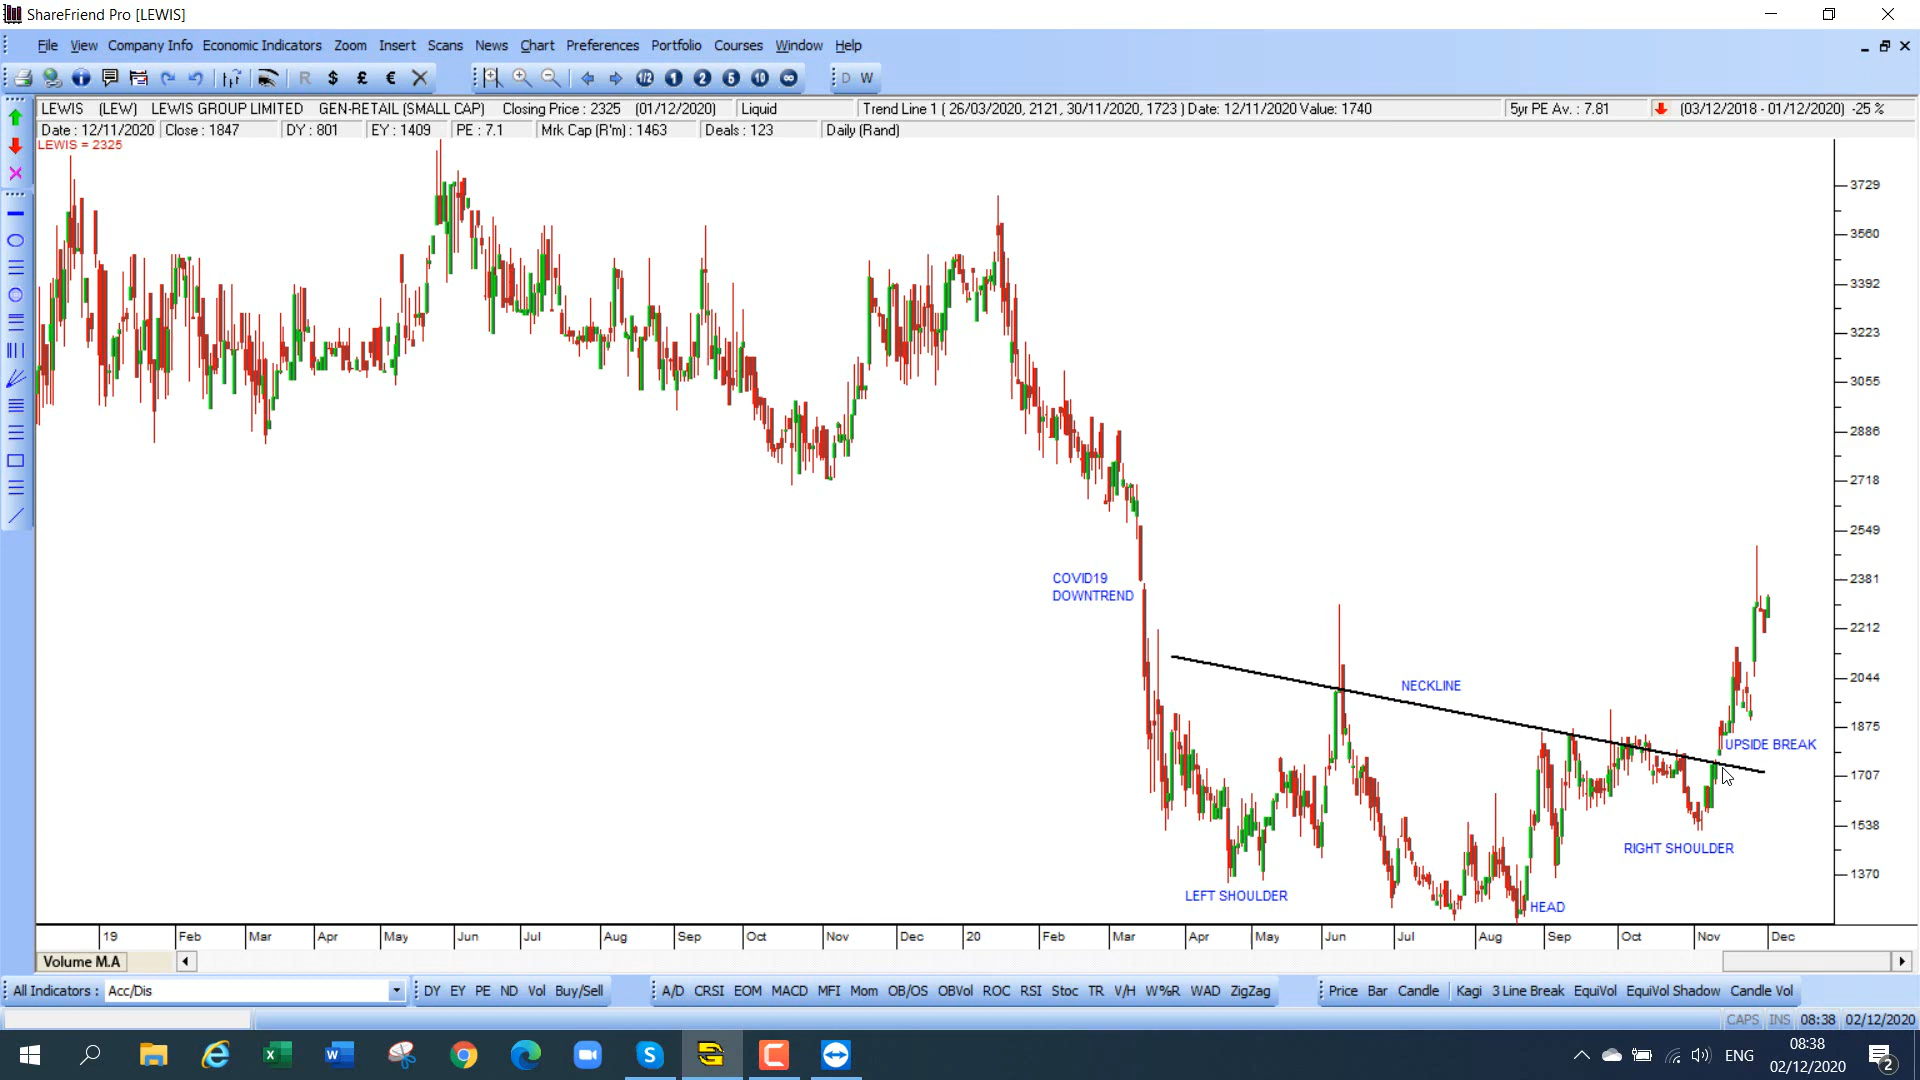 ShareFriend Pro [LEWIS]
File View Company Info Economic Indicators Zoom Insert Scans News Chart Preferences Portfolio Courses Window Help
R $ £ € 1/2 1 2 5 10 D W
LEWIS (LEW) LEWIS GROUP LIMITED GEN-RETAIL (SMALL CAP) Closing Price : 2325 (01/12/2020) Liquid Trend Line 1 ( 26/03/2020, 2121, 30/11/2020, 1723 ) Date: 12/11/2020 Value: 1740 5yr PE Av. : 7.81 (03/12/2018 - 01/12/2020) -25 %
Date : 12/11/2020 Close : 1847 DY : 801 EY : 1409 PE : 7.1 Mrk Cap (R'm) : 1463 Deals : 123 Daily (Rand)
LEWIS = 2325
3729
3560
3392
3223
3055
2886
2718
2549
COVID19
DOWNTREND
2381
2212
NECKLINE
2044
1875
UPSIDE BREAK
1707
1538
RIGHT SHOULDER
1370
LEFT SHOULDER
HEAD
19 Feb Mar Apr May Jun Jul Aug Sep Oct Nov Dec 20 Feb Mar Apr May Jun Jul Aug Sep Oct Nov Dec
Volume M.A
All Indicators : Acc/Dis DY EY PE ND Vol Buy/Sell A/D CRSI EOM MACD MFI Mom OB/OS OBVol ROC RSI Stoc TR V/H W%R WAD ZigZag Price Bar Candle Kagi 3 Line Break EquiVol EquiVol Shadow Candle Vol
CAPS INS 08:38 02/12/2020
ENG
08:38
02/12/2020
2